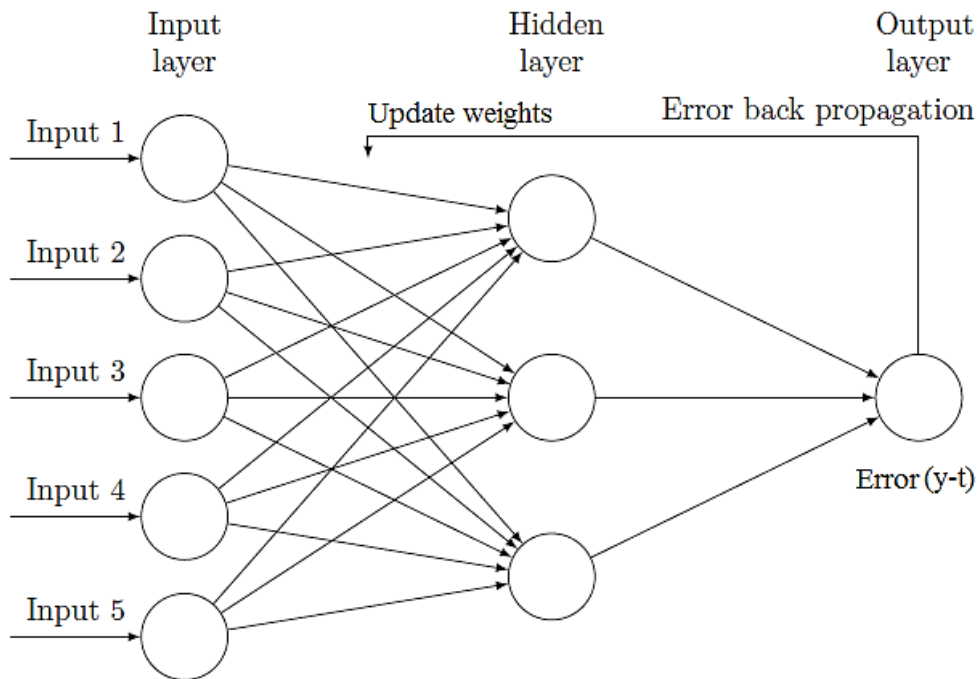 Input
layer
Hidden
layer
Output
layer
Update weights
Error back propagation
Input 1
Input 2
Input 3
Input 4
Error (y-t)
Input 5